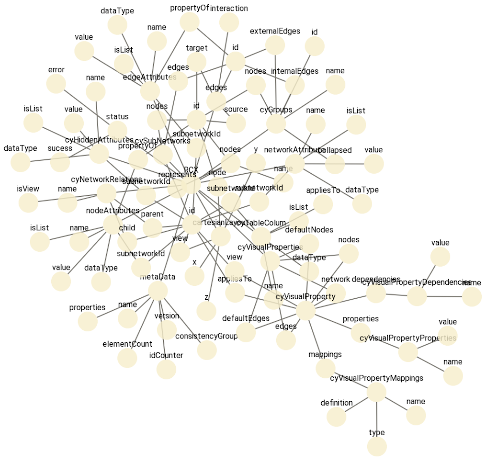 dataType
propertyOf
interaction
value
name
externalEdges
id
isList
target
id
error
edges
edgeAttributes
nodes
internalEdges
name
name
edges
isList
value
status
nodes
id
source
cyGroups
name
isList
subnetworkId
cyHiddenAttributes
cySubNetworks
networkAttributes
dataType
sucess
propertyOf
nodes
y
collapsed
value
node
name
cyNetworkRelations
represents
isView
name
subnetworkId
appliesTo
dataType
nodeAttributes
parent
id
isList
isList
name
child
cartesianLayout
defaultNodes
view
cyVisualProperties
nodes
subnetworkId
view
dataType
value
value
dataType
metaData
x
appliesTo
name
network
dependencies
cyVisualPropertyDependencies
name
z
cyVisualProperty
properties
name
version
defaultEdges
edges
properties
value
elementCount
consistencyGroup
idCounter
cyVisualPropertyProperties
mappings
name
cyVisualPropertyMappings
definition
name
type